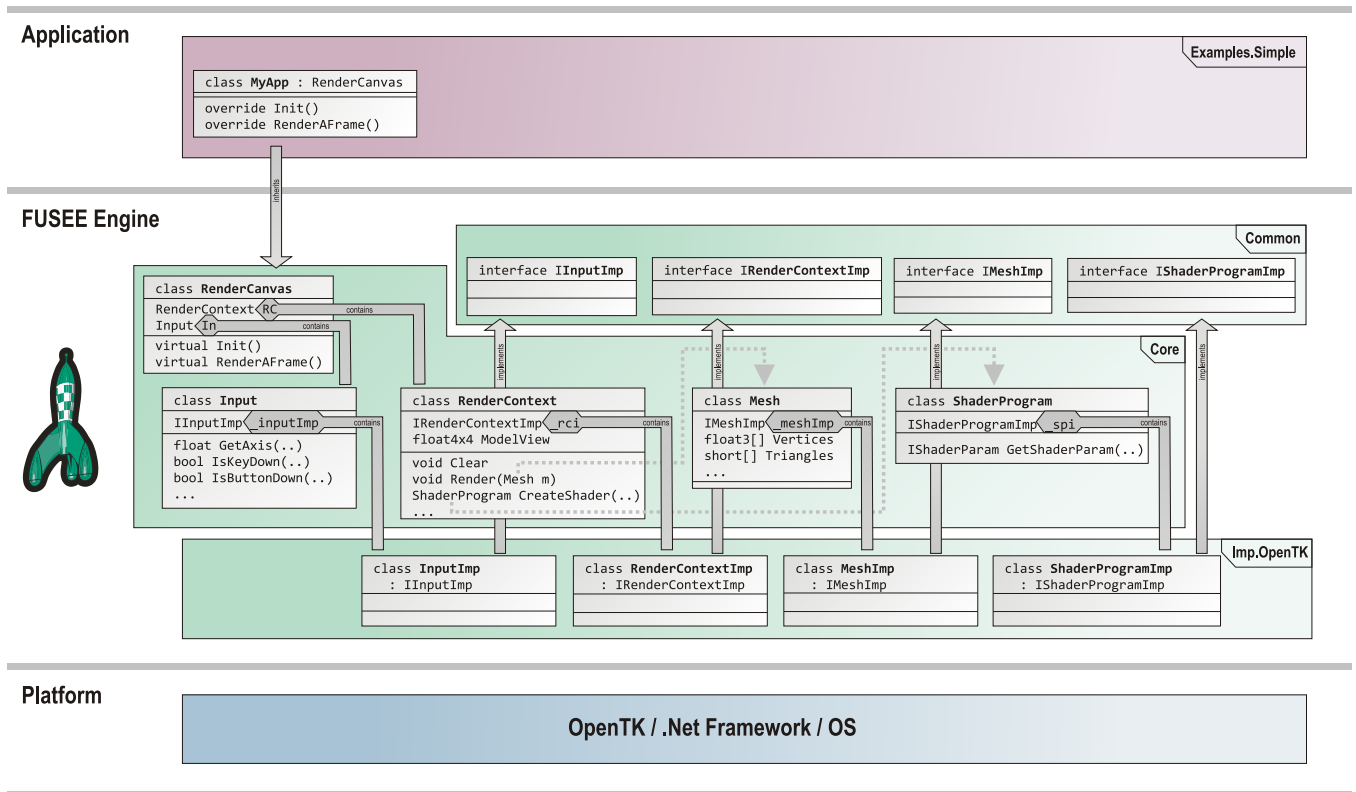 Application
Examples.Simple
class MyApp : RenderCanvas
override Init()
override RenderAFrame()
inherits
FUSEE Engine
Common
interface IInputImp
interface IRenderContextImp
interface IMeshImp
interface IShaderProgramImp
class RenderCanvas
RenderContext RC
contains
Input In
contains
virtual Init()
virtual RenderAFrame()
implements
implements
implements
implements
Core
class Input
IInputImp _inputImp
contains
float GetAxis(..)
bool IsKeyDown(..)
bool IsButtonDown(..)
...
class RenderContext
IRenderContextImp _rci
contains
float4x4 ModelView
void Clear
void Render(Mesh m)
ShaderProgram CreateShader(..)
...
class Mesh
IMeshImp _meshImp
contains
float3[] Vertices
short[] Triangles
...
class ShaderProgram
IShaderProgramImp _spi
contains
IShaderParam GetShaderParam(..)
Imp.OpenTK
class InputImp
: IInputImp
class RenderContextImp
: IRenderContextImp
class MeshImp
: IMeshImp
class ShaderProgramImp
: IShaderProgramImp
Platform
OpenTK / .Net Framework / OS